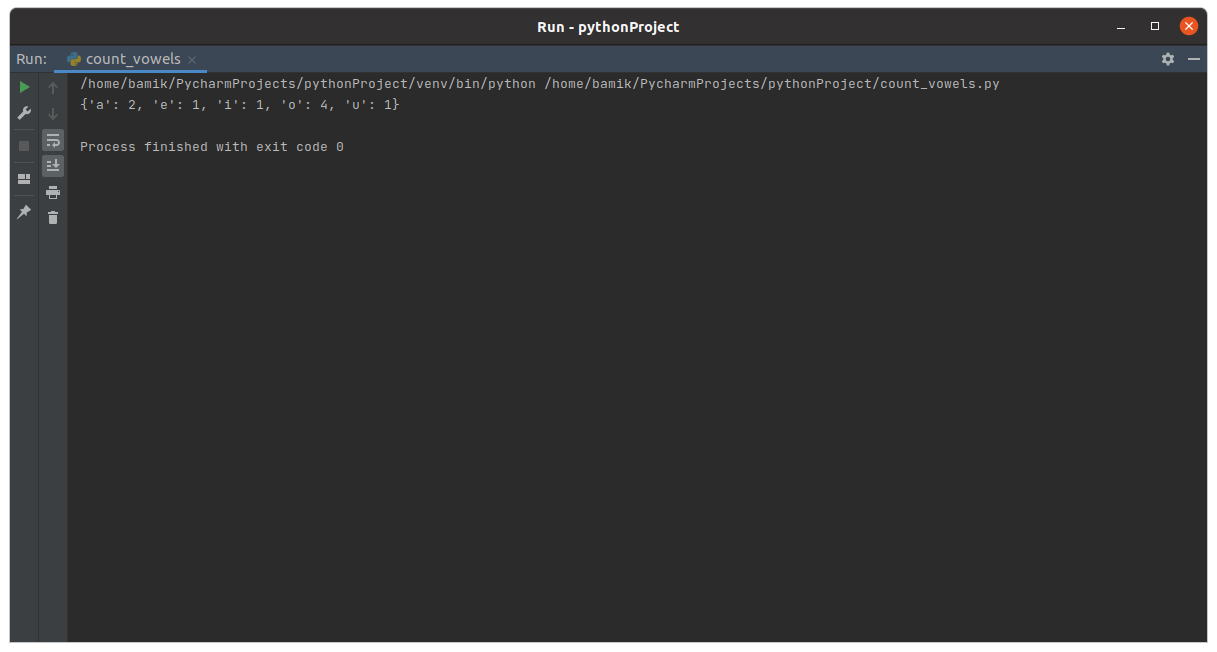 Run - pythonProject
Run: count_vowels
/home/bamik/PycharmProjects/pythonProject/venv/bin/python /home/bamik/PycharmProjects/pythonProject/count_vowels.py
{'a': 2, 'e': 1, 'i': 1, 'o': 4, 'u': 1}
Process finished with exit code 0